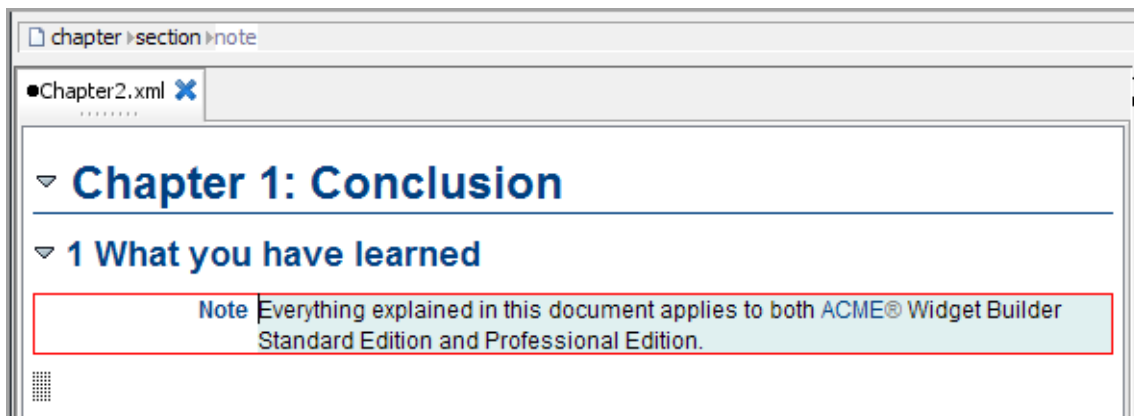 chapter section note
Chapter2.xml
Chapter 1: Conclusion
1 What you have learned
Note Everything explained in this document applies to both ACME® Widget Builder
Standard Edition and Professional Edition.